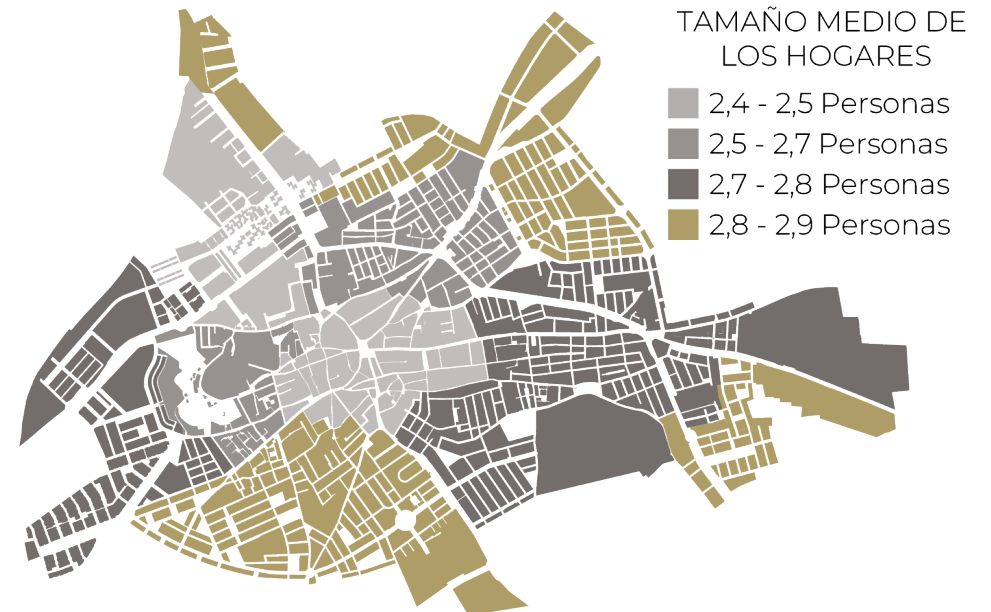 TAMAÑO MEDIO DE
LOS HOGARES
2,4 - 2,5 Personas
2,5 - 2,7 Personas
2,7 - 2,8 Personas
2,8 - 2,9 Personas